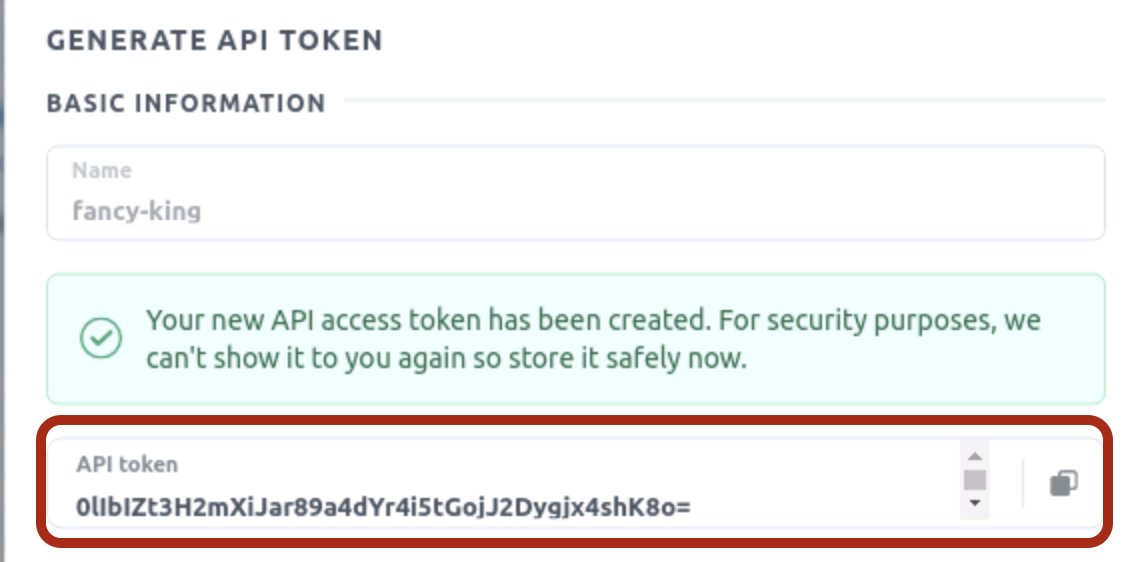 GENERATE API TOKEN
BASIC INFORMATION
Name
fancy-king
Your new API access token has been created. For security purposes, we
can't show it to you again so store it safely now.
API token
0lIbIZt3H2mXiJar89a4dYr4i5tGojJ2Dygjx4shK8o=